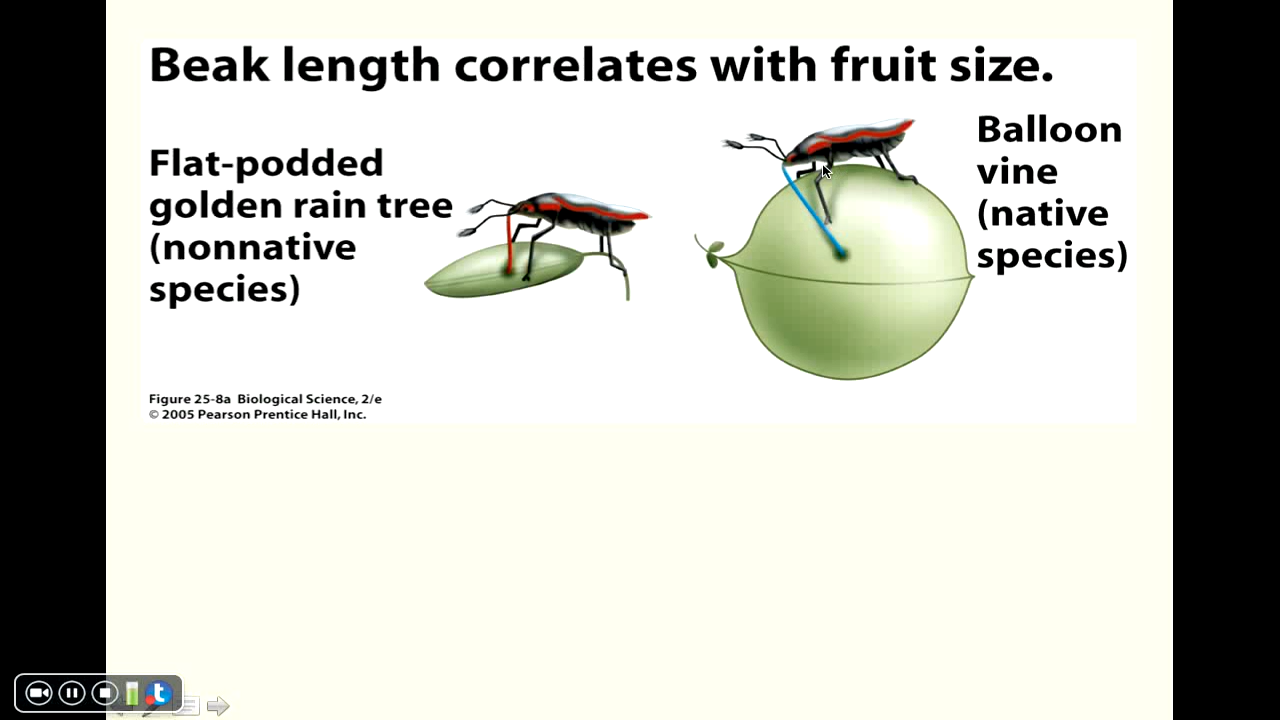 Beak length correlates with fruit size.
Flat-podded
golden rain tree
(nonnative
species)
Balloon
vine
(native
species)
Figure 25-8a Biological Science, 2/e
© 2005 Pearson Prentice Hall, Inc.
t